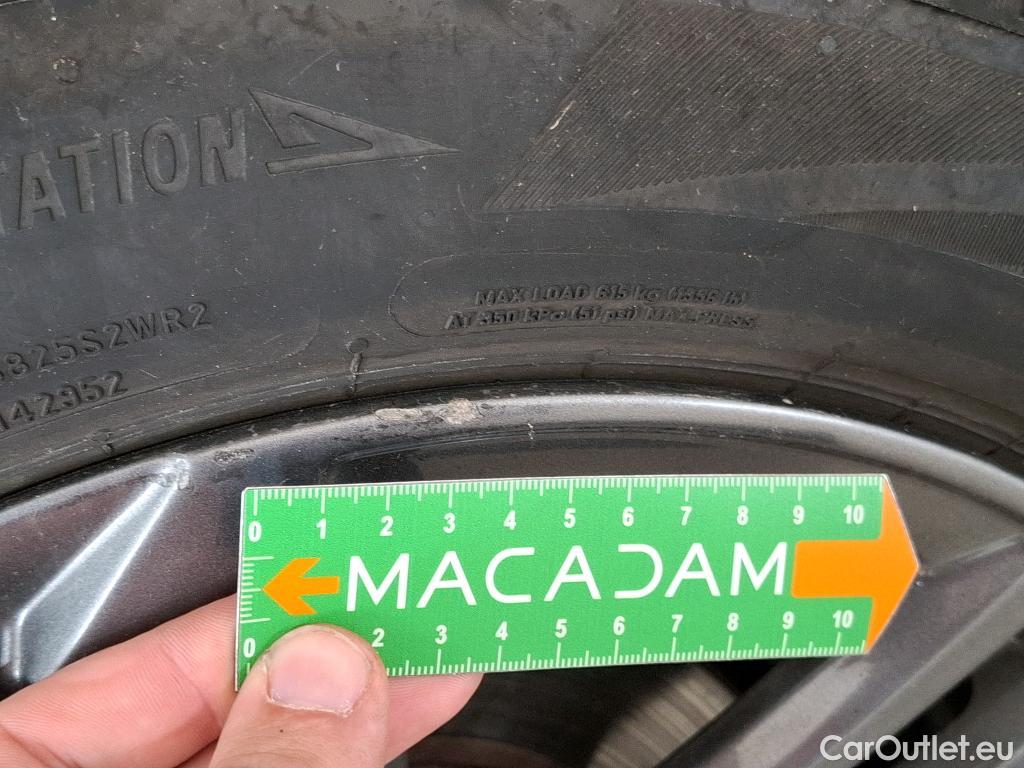 TATION
825S2WR2
142952
MAX LOAD 615 kg (1356 lb)
AT 350 kPa (51 psi) MAX.PRESS
0 1 2 3 4 5 6 7 8 9 10
MACADAM
0 2 3 4 5 6 7 8 9 10
CarOutlet.eu